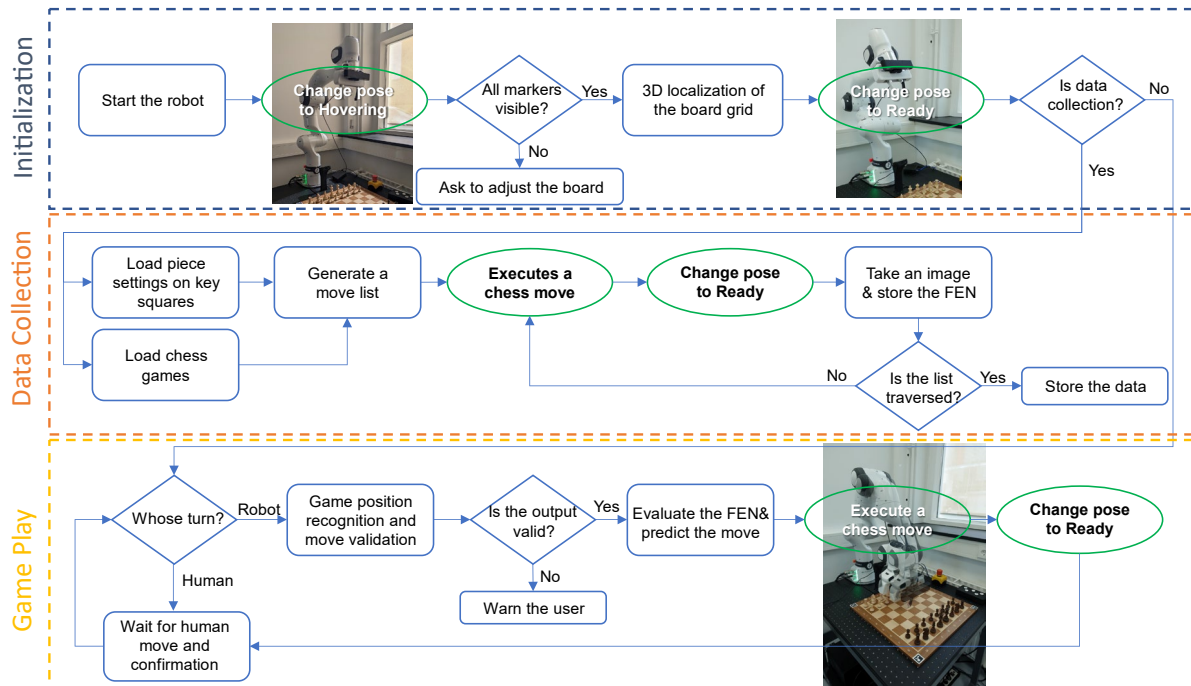 Initialization
Start the robot
Change pose
to Hovering
All markers
visible?
Yes
No
Ask to adjust the board
3D localization of
the board grid
Change pose
to Ready
Is data
collection?
No
Yes
Data Collection
Load piece
settings on key
squares
Load chess
games
Generate a
move list
Executes a
chess move
Change pose
to Ready
Take an image
& store the FEN
Is the list
traversed?
No
Yes
Store the data
Game Play
Whose turn?
Robot
Human
Wait for human
move and
confirmation
Game position
recognition and
move validation
Is the output
valid?
Yes
No
Warn the user
Evaluate the FEN&
predict the move
Execute a
chess move
Change pose
to Ready